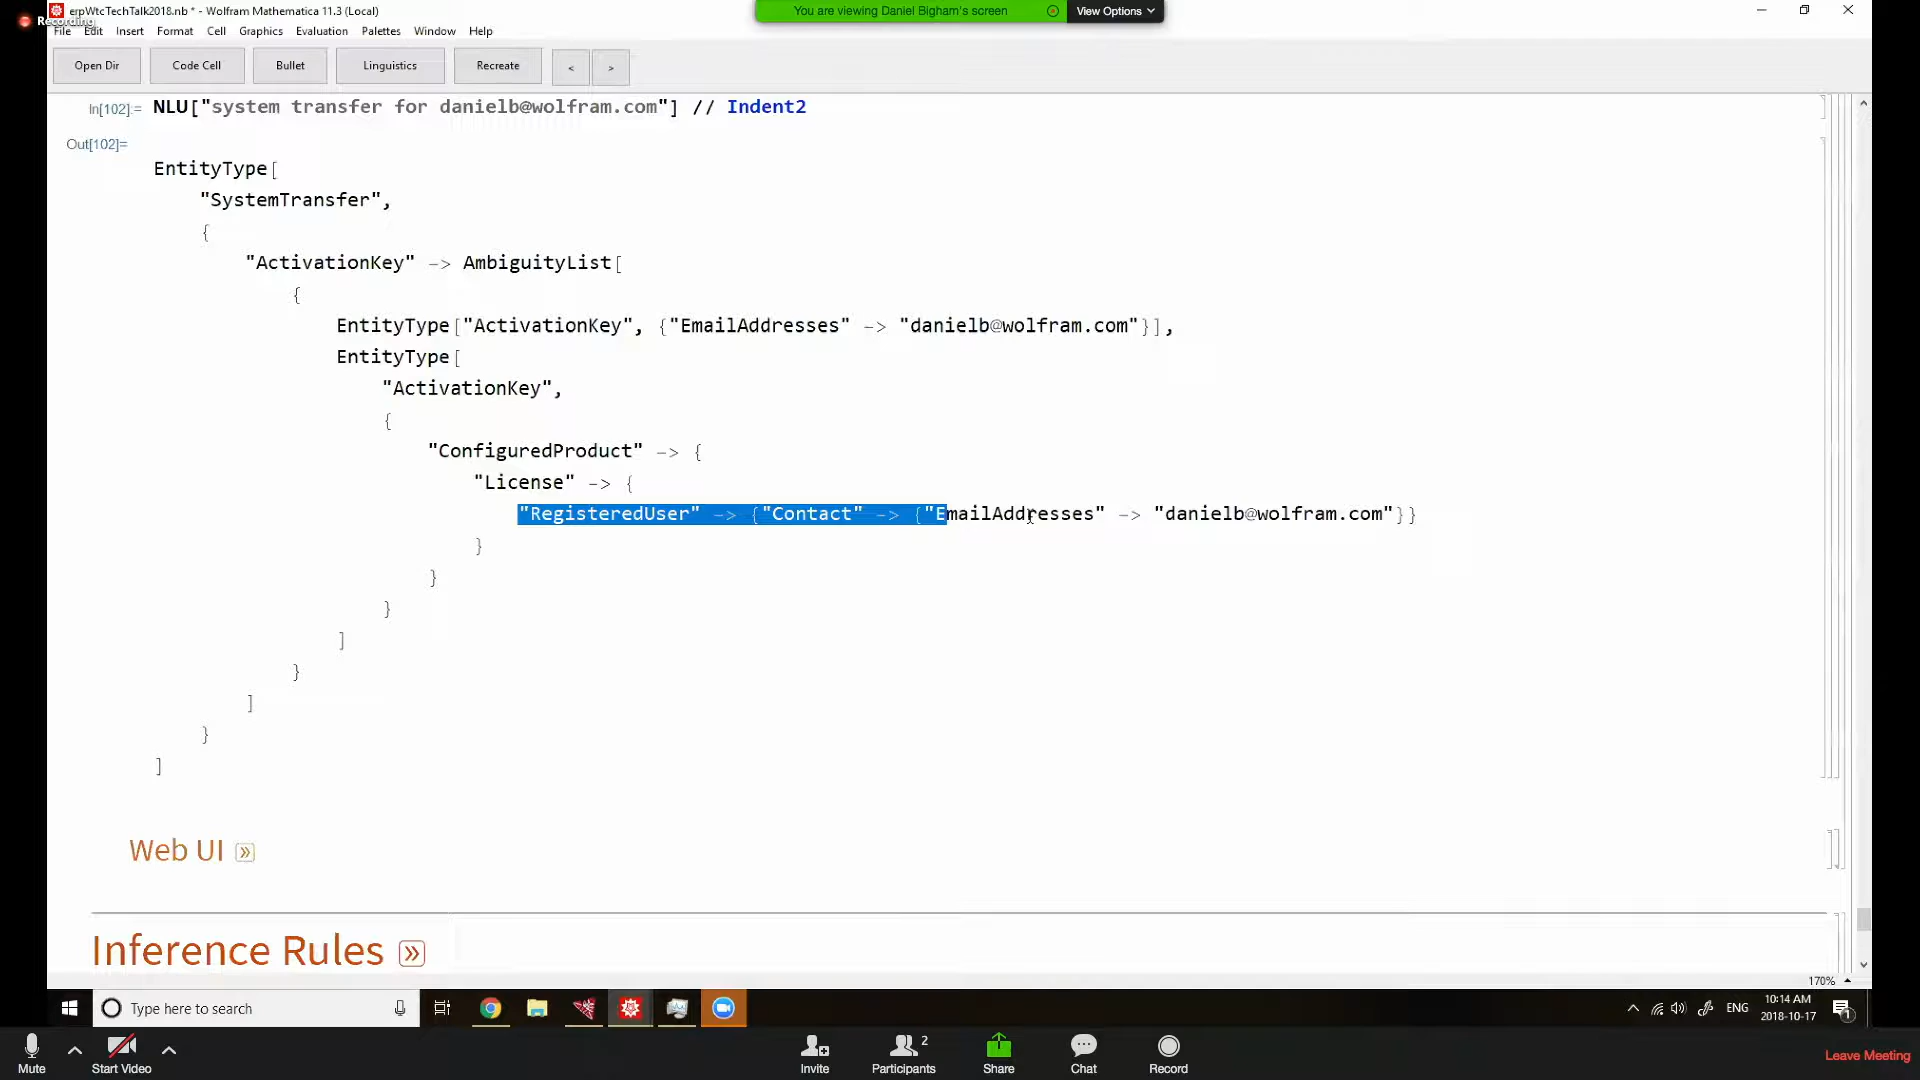 erpWtcTechTalk2018.nb * - Wolfram Mathematica 11.3 (Local)
You are viewing Daniel Bigham's screen
View Options
Recording
File Edit Insert Format Cell Graphics Evaluation Palettes Window Help
Open Dir
Code Cell
Bullet
Linguistics
Recreate
<
>
In[102]:= NLU["system transfer for danielb@wolfram.com"] // Indent2
Out[102]=
EntityType[
"SystemTransfer",
{
"ActivationKey" -> AmbiguityList[
{
EntityType["ActivationKey", {"EmailAddresses" -> "danielb@wolfram.com"}],
EntityType[
"ActivationKey",
{
"ConfiguredProduct" -> {
"License" -> {
"RegisteredUser" -> {"Contact" -> {"EmailAddresses" -> "danielb@wolfram.com"}}
}
}
}
]
}
]
}
]
Web UI »
Inference Rules »
170%
Type here to search
ENG
10:14 AM
2018-10-17
1
Mute
Start Video
Invite
Participants
2
Share
Chat
Record
Leave Meeting